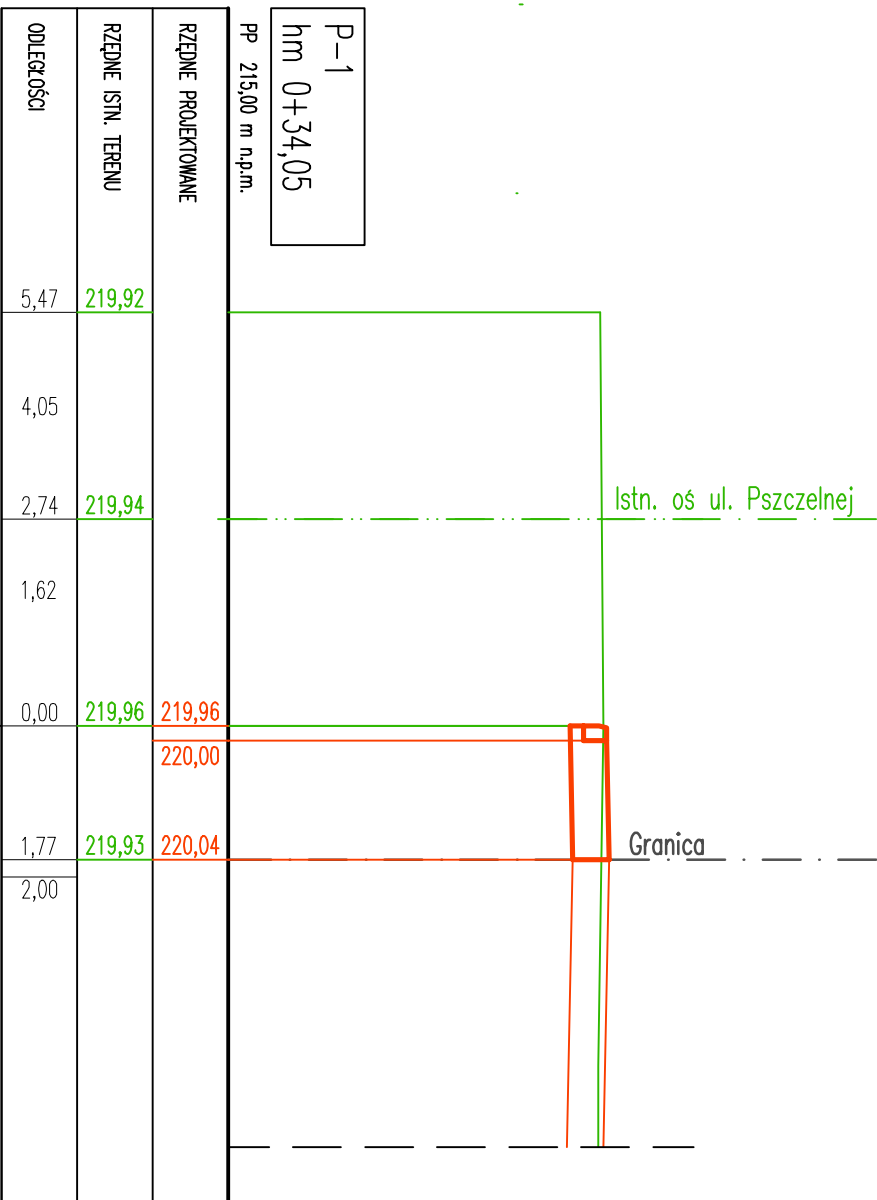 P-1
hm 0+34,05
PP 215,00 m n.p.m.
RZĘDNE PROJEKTOWANE
219,96
220,00
220,04
RZĘDNE ISTN. TERENU
219,92
219,94
219,96
219,93
ODLEGŁOŚCI
5,47
4,05
2,74
1,62
0,00
1,77
2,00
Istn. oś ul. Pszczelnej
Granica